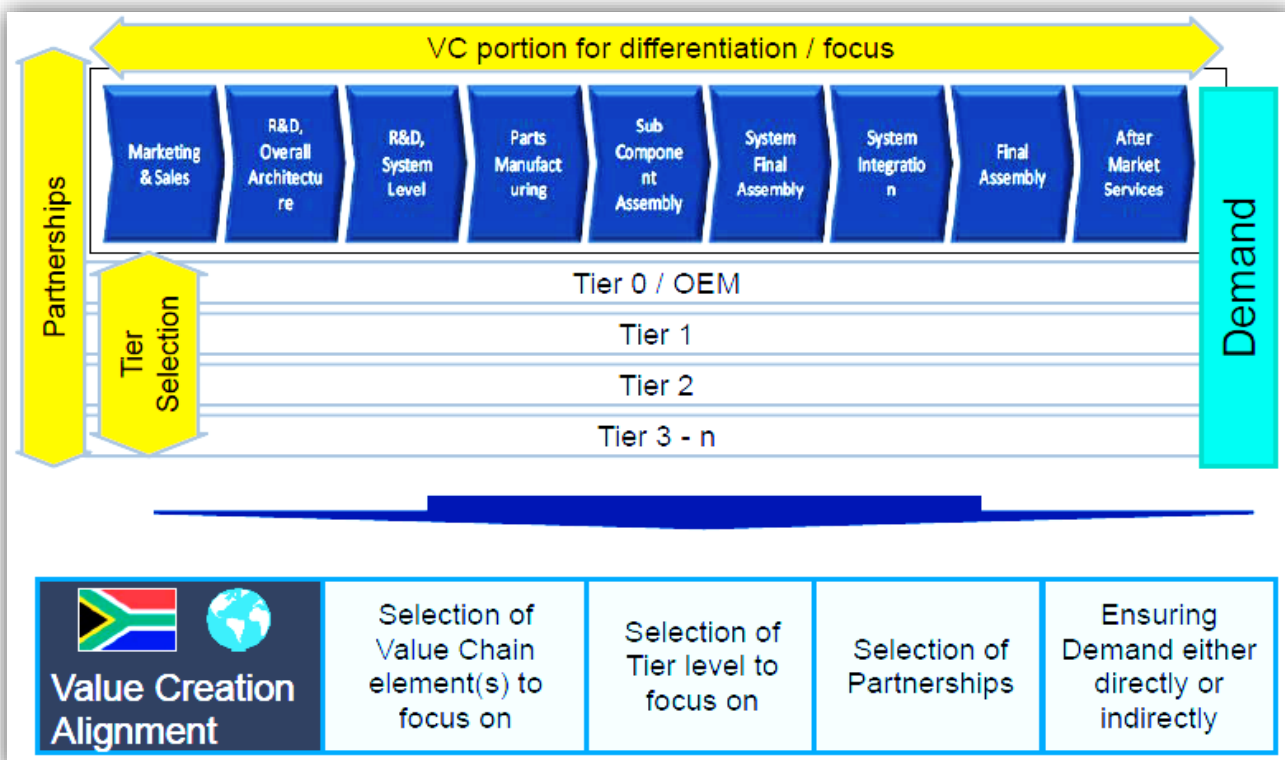 VC portion for differentiation / focus
Partnerships
Marketing
& Sales
R&D,
Overall
Architectu
re
R&D,
System
Level
Parts
Manufact
uring
Sub
Compone
nt
Assembly
System
Final
Assembly
System
Integratio
n
Final
Assembly
After
Market
Services
Demand
Tier
Selection
Tier 0 / OEM
Tier 1
Tier 2
Tier 3 - n
Value Creation
Alignment
Selection of
Value Chain
element(s) to
focus on
Selection of
Tier level to
focus on
Selection of
Partnerships
Ensuring
Demand either
directly or
indirectly